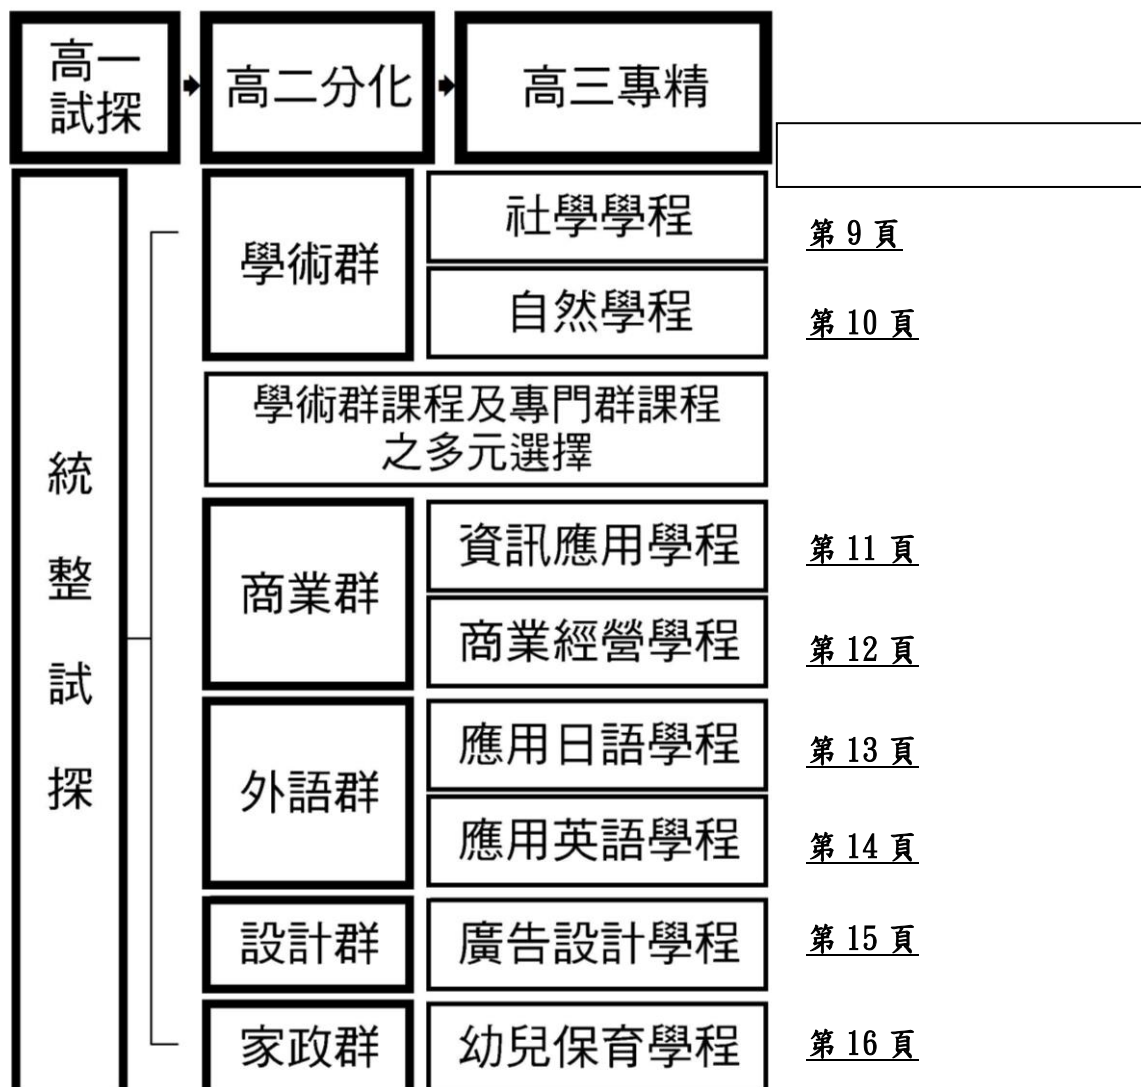 高一
試探
高二分化
高三專精
統整試探
學術群
社學學程
第 9 頁
自然學程
第 10 頁
學術群課程及專門群課程
之多元選擇
商業群
資訊應用學程
第 11 頁
商業經營學程
第 12 頁
外語群
應用日語學程
第 13 頁
應用英語學程
第 14 頁
設計群
廣告設計學程
第 15 頁
家政群
幼兒保育學程
第 16 頁